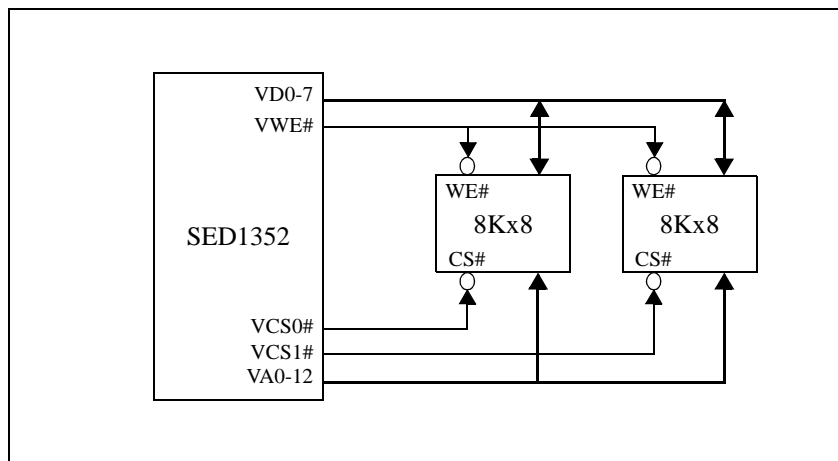 VD0-7
VWE#
SED1352
VCS0#
VCS1#
VA0-12
WE#
8Kx8
CS#
WE#
8Kx8
CS#